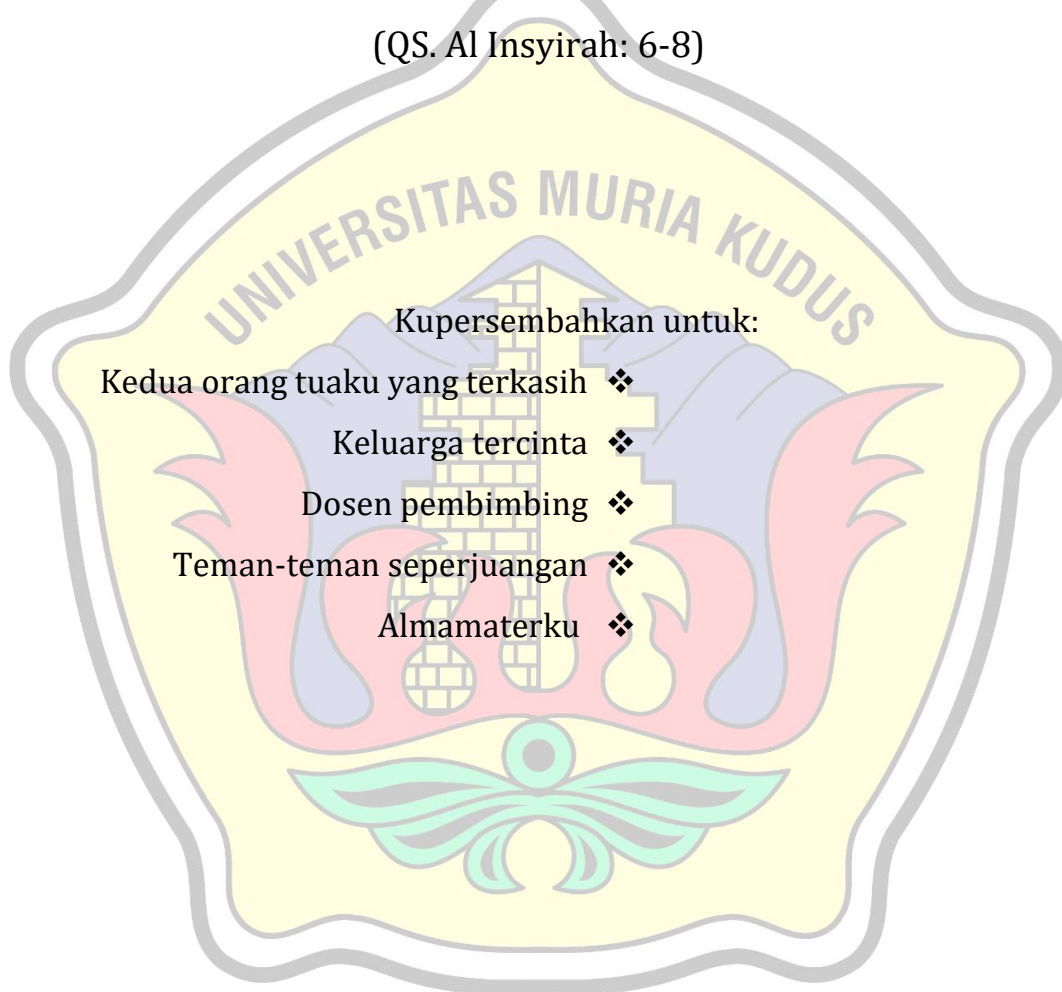 (QS. Al Insyirah: 6-8)
UNIVERSITAS MURIA KUDUS
Kupersembahkan untuk:
Kedua orang tuaku yang terkasih ❖
Keluarga tercinta ❖
Dosen pembimbing ❖
Teman-teman seperjuangan ❖
Almamaterku ❖